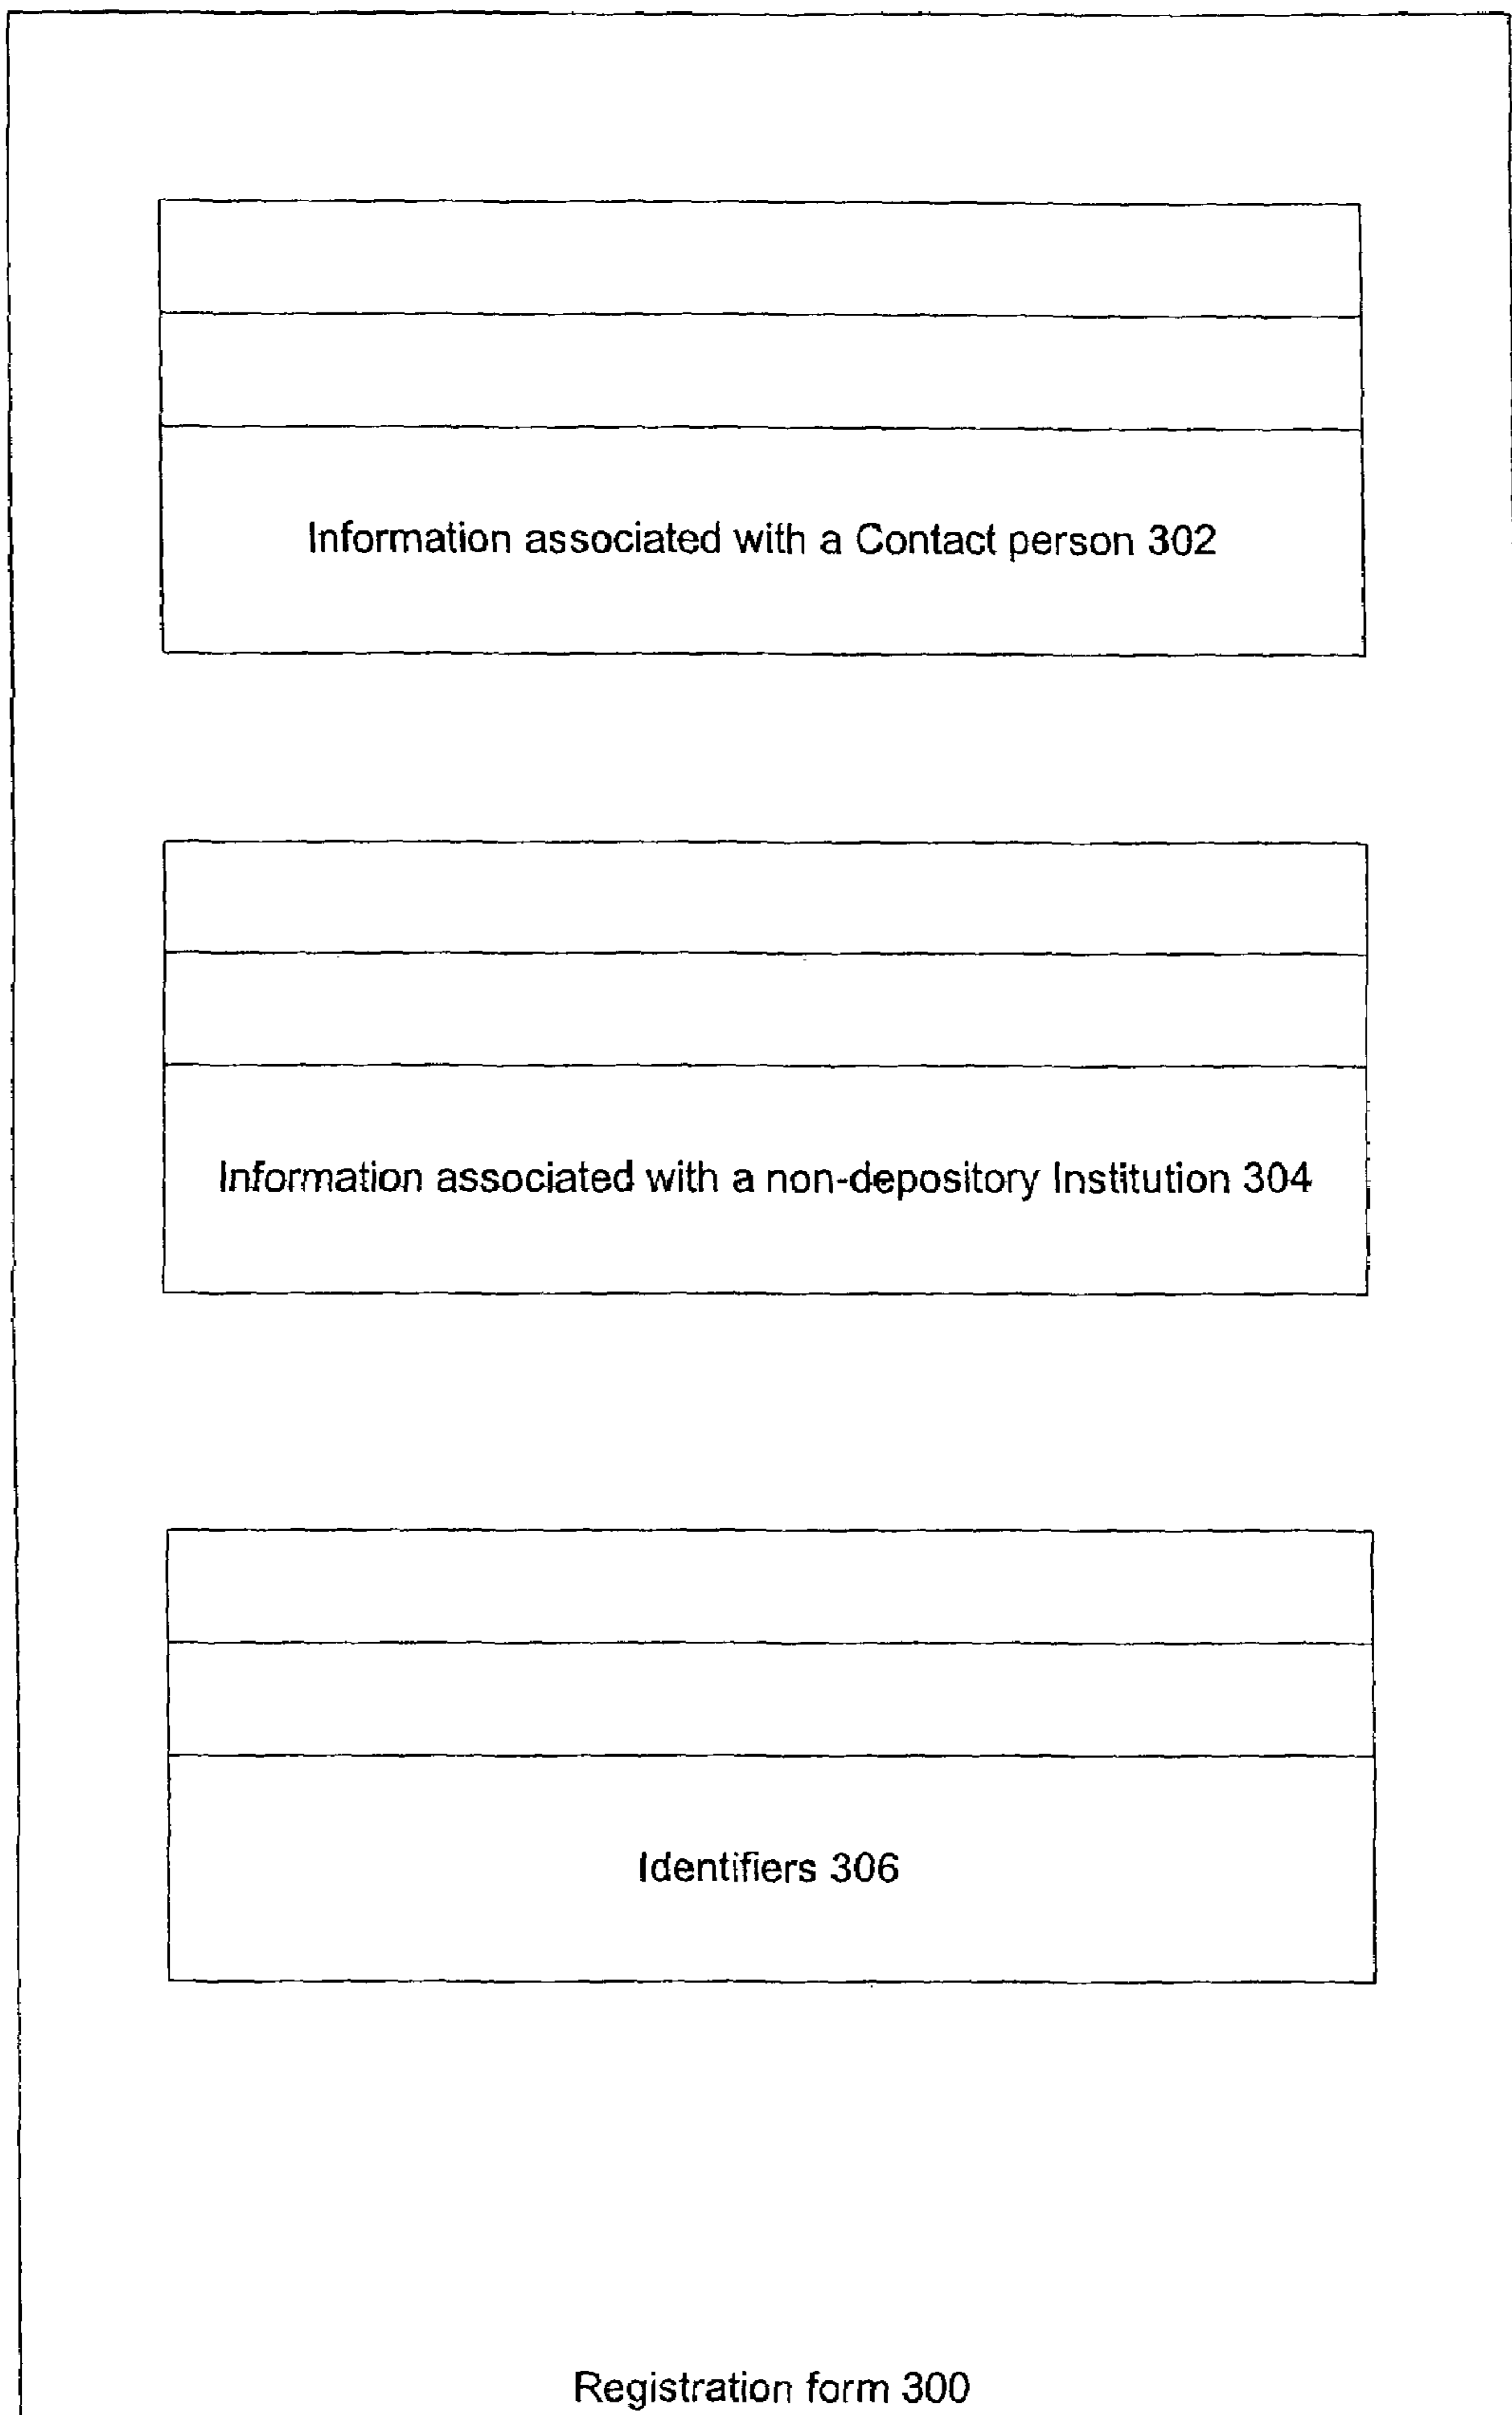 Information associated with a Contact person 302
Information associated with a non-depository Institution 304
Identifiers 306
Registration form 300